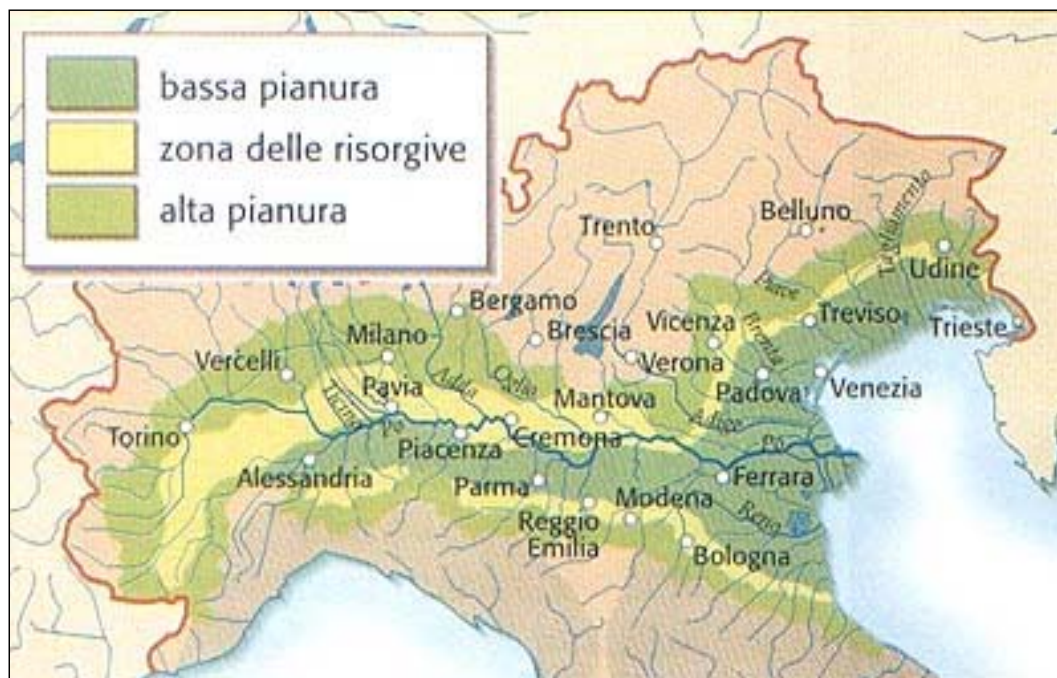 bassa pianura
zona delle risorgive
alta pianura
Trento
Belluno
Tagliamento
Udine
Piave
Bergamo
Brescia
Vicenza
Brenta
Treviso
Trieste
Milano
Verona
Vercelli
Pavia
Adda
Oglio
Mantova
Padova
Venezia
Ticino
Adige
Torino
Po
Piacenza
Cremona
Po
Alessandria
Ferrara
Parma
Modena
Reno
Reggio
Emilia
Bologna